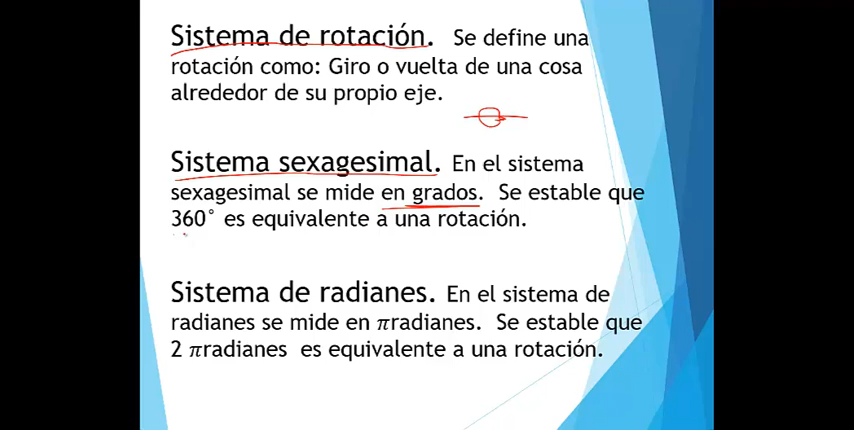 Sistema de rotación. Se define una
rotación como: Giro o vuelta de una cosa
alrededor de su propio eje.
Sistema sexagesimal. En el sistema
sexagesimal se mide en grados. Se estable que
360° es equivalente a una rotación.
Sistema de radianes. En el sistema de
radianes se mide en πradianes. Se estable que
2 πradianes es equivalente a una rotación.